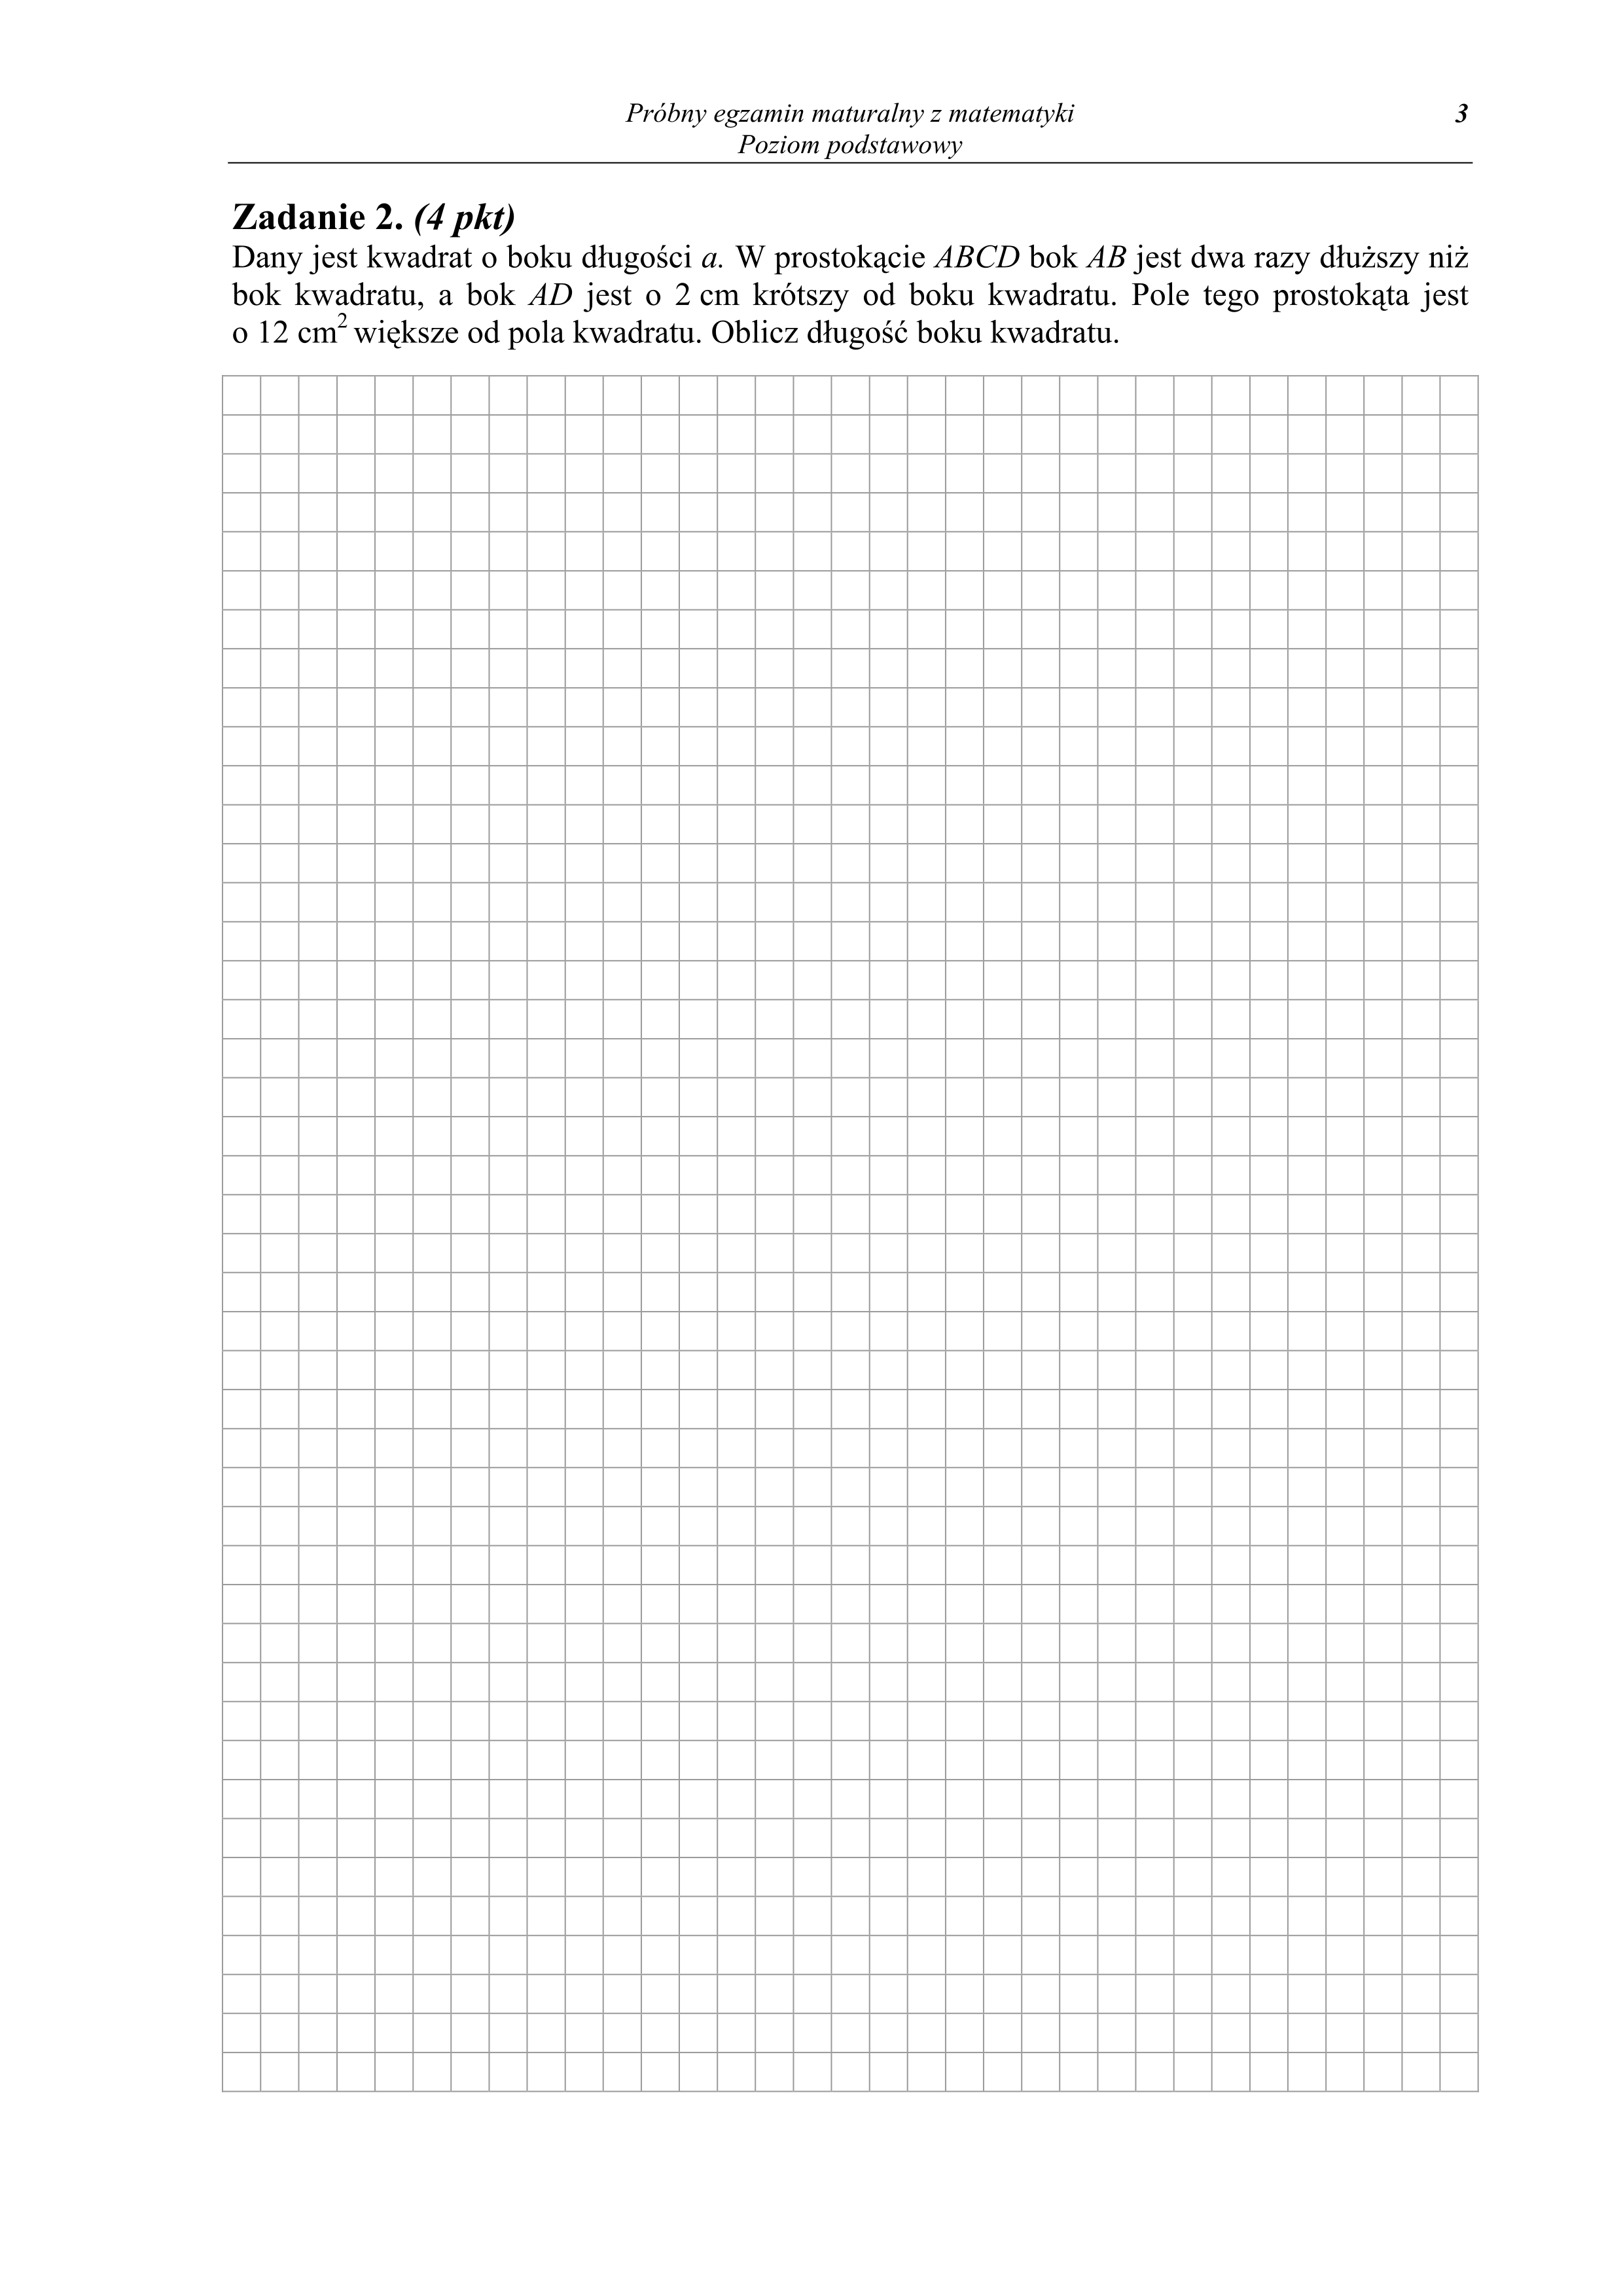 Próbny egzamin maturalny z matematyki 3
Poziom podstawowy
Zadanie 2. (4 pkt)
Dany jest kwadrat o boku długości a. W prostokącie ABCD bok AB jest dwa razy dłuższy niż
bok kwadratu, a bok AD jest o 2 cm krótszy od boku kwadratu. Pole tego prostokąta jest
o 12 cm² większe od pola kwadratu. Oblicz długość boku kwadratu.